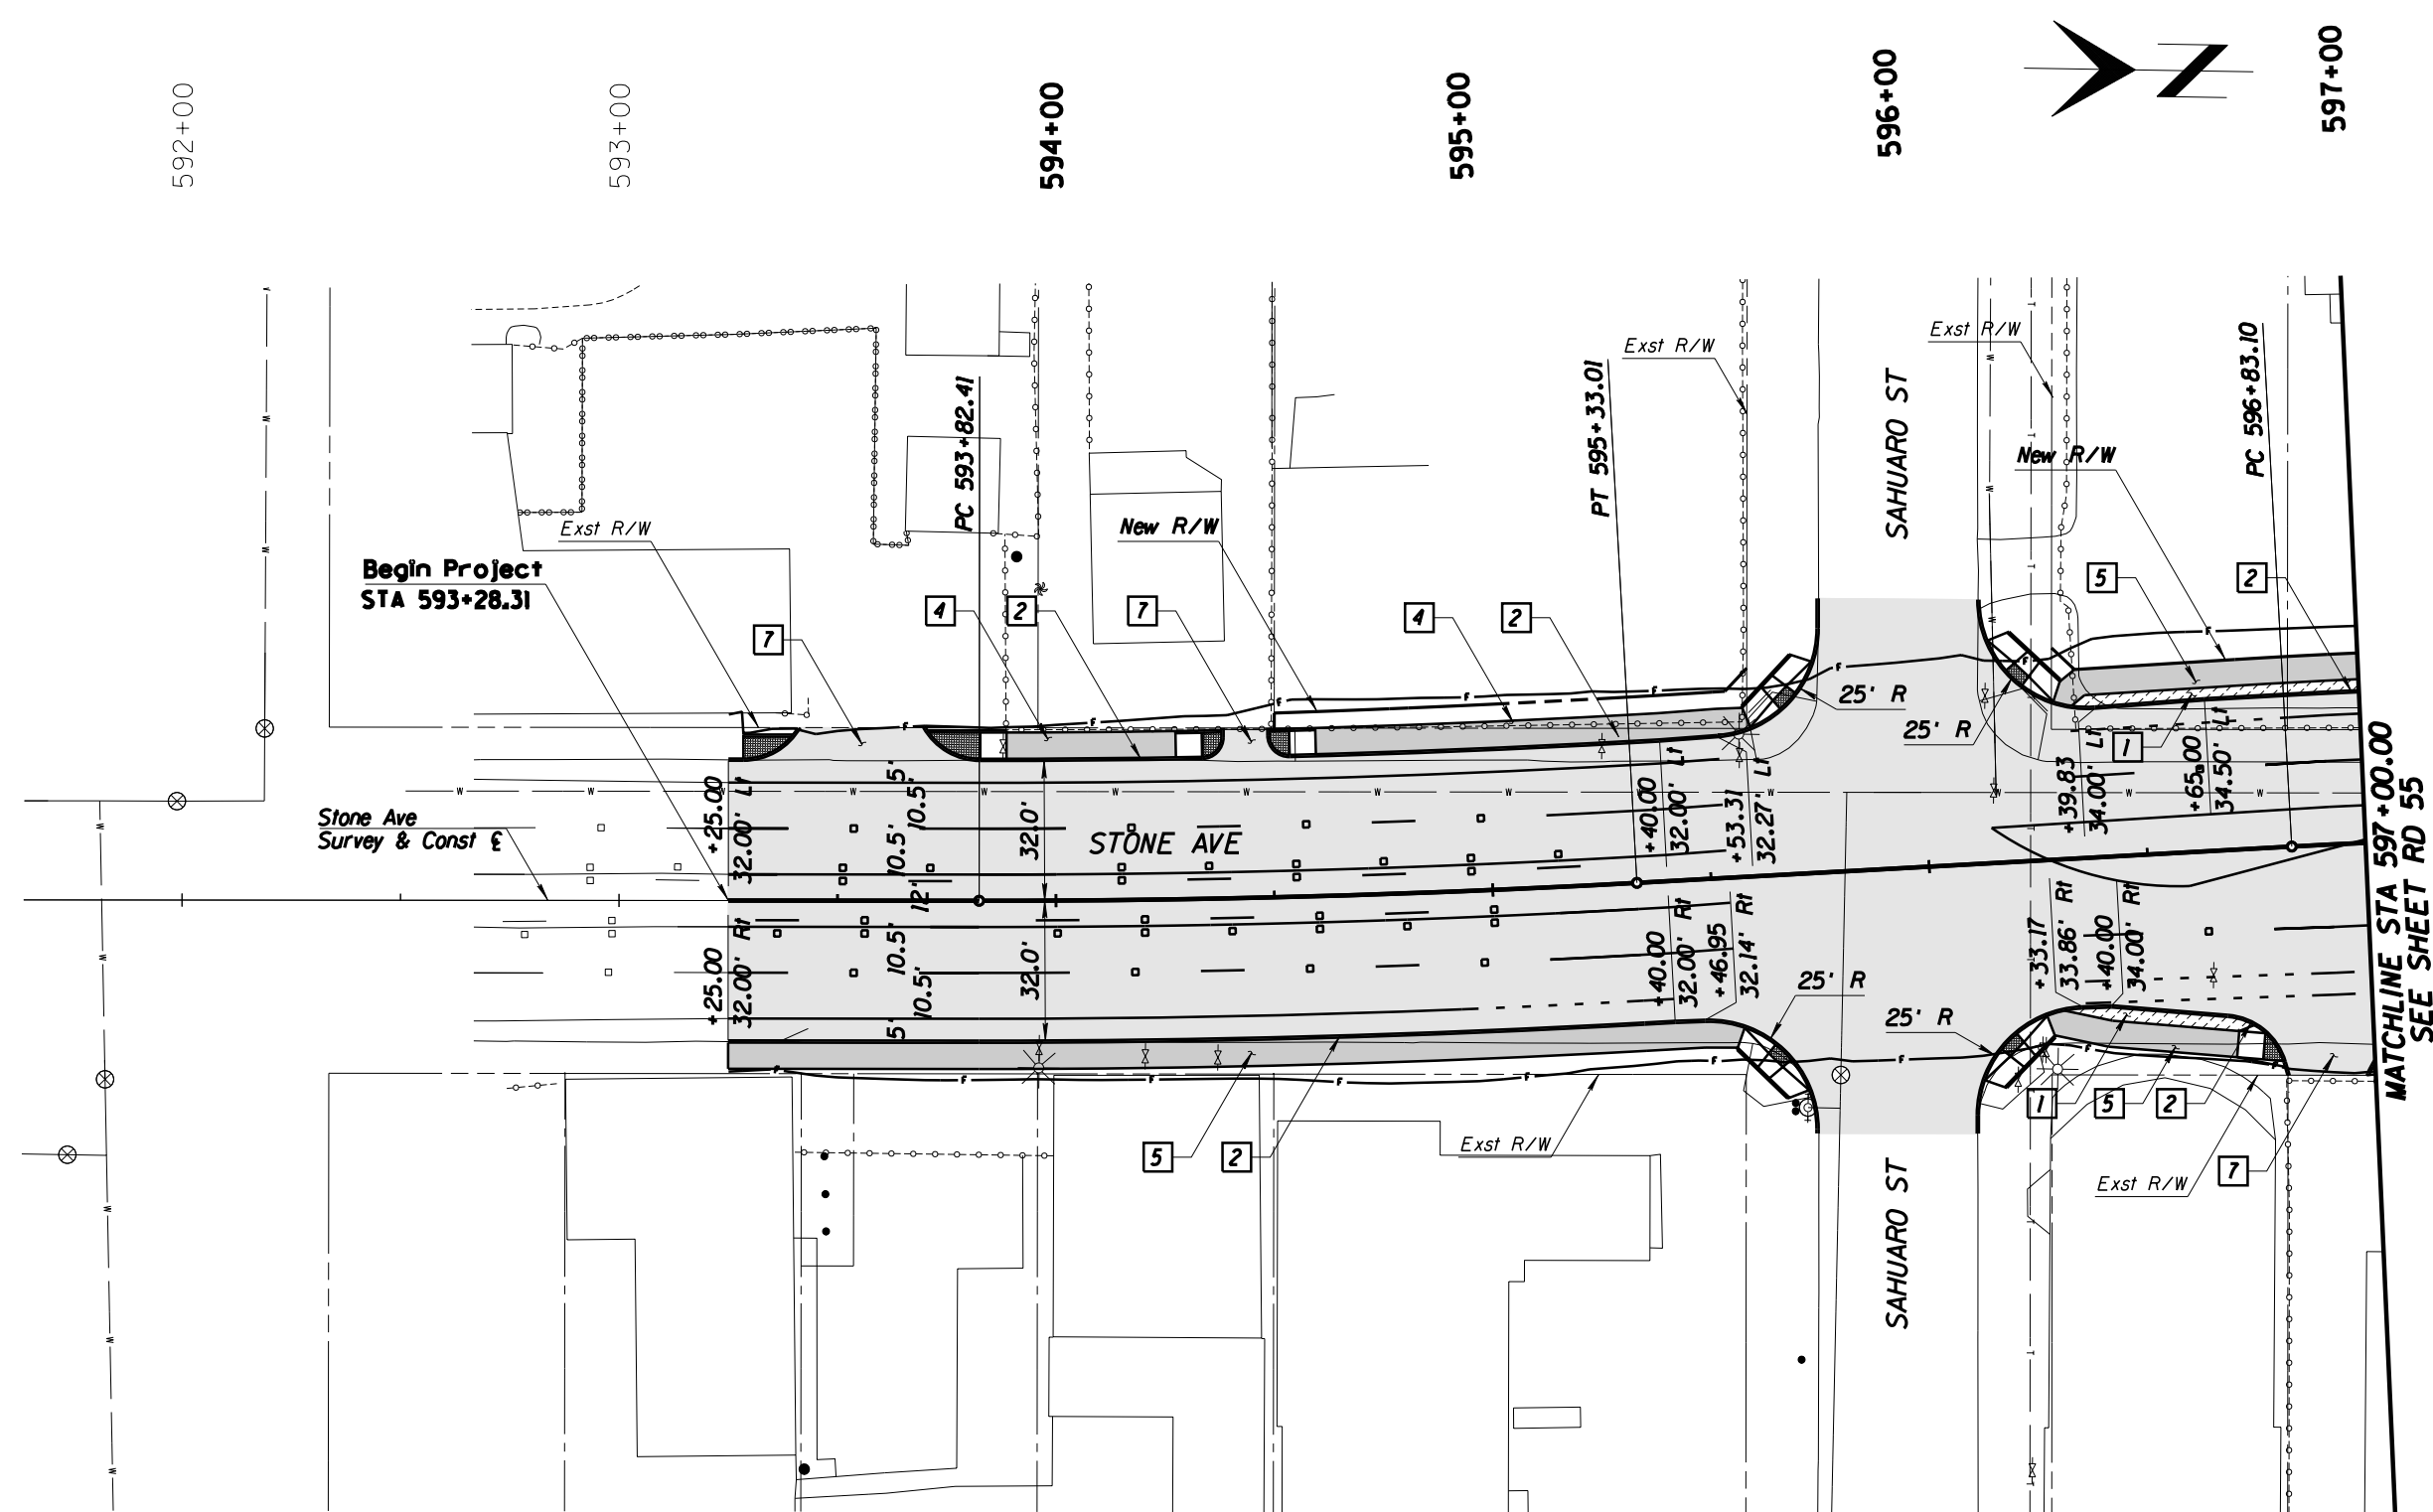 592+00
593+00
594+00
595+00
596+00
597+00
N
Exst R/W
Exst R/W
SAHUARO ST
PC 593+82.41
PT 595+33.01
PC 596+83.10
New R/W
New R/W
Exst R/W
Begin Project
STA 593+28.31
7
4
2
7
4
2
5
2
25' R
25' R
1
Stone Ave
Survey & Const ℄
+25.00
32.00' Lt
10.5'
10.5'
12'
10.5'
10.5'
5'
32.0'
32.0'
STONE AVE
+40.00
32.00' Lt
+53.31
32.27' Lt
+39.83
34.00' Lt
+65.00
34.50' Lt
+25.00
32.00' Rt
+40.00
32.00' Rt
+46.95
32.14' Rt
+33.17
33.86' Rt
+40.00
34.00' Rt
25' R
25' R
MATCHLINE STA 597+00.00
SEE SHEET RD 55
5
2
Exst R/W
1
5
2
7
Exst R/W
SAHUARO ST